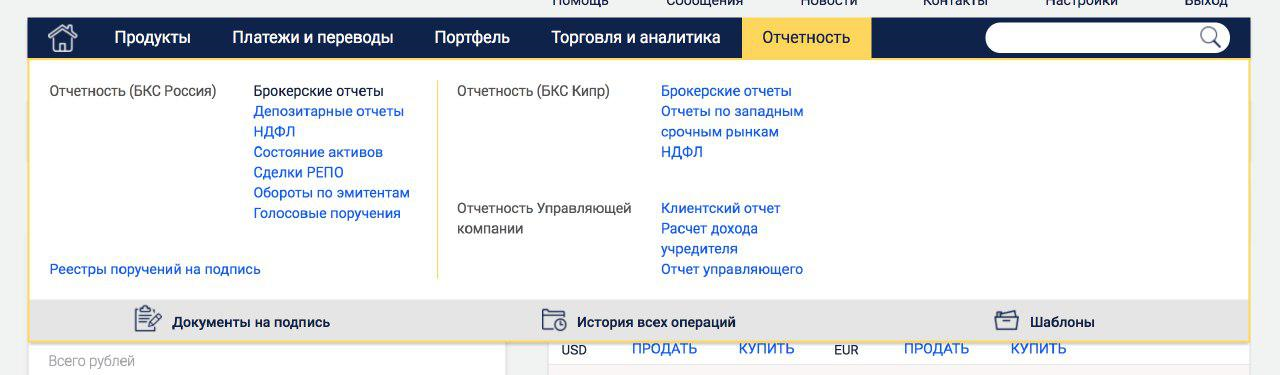 Помощь Сообщения Новости Контакты Настройки Выход
Продукты Платежи и переводы Портфель Торговля и аналитика Отчетность
Отчетность (БКС Россия)
Брокерские отчеты
Депозитарные отчеты
НДФЛ
Состояние активов
Сделки РЕПО
Обороты по эмитентам
Голосовые поручения
Реестры поручений на подпись
Отчетность (БКС Кипр)
Брокерские отчеты
Отчеты по западным
срочным рынкам
НДФЛ
Отчетность Управляющей
компании
Клиентский отчет
Расчет дохода
учредителя
Отчет управляющего
Документы на подпись История всех операций Шаблоны
Всего рублей
USD ПРОДАТЬ КУПИТЬ EUR ПРОДАТЬ КУПИТЬ